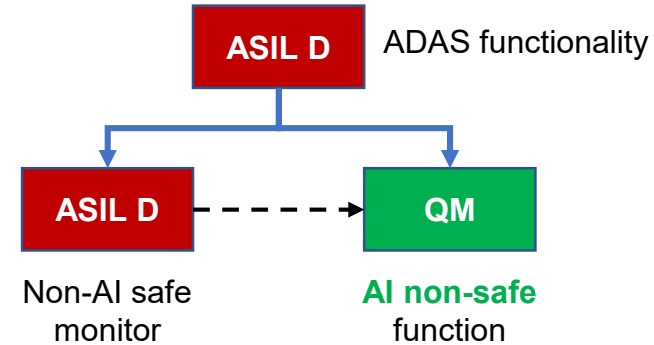 ASIL D
ADAS functionality
ASIL D
QM
Non-AI safe
monitor
AI non-safe
function